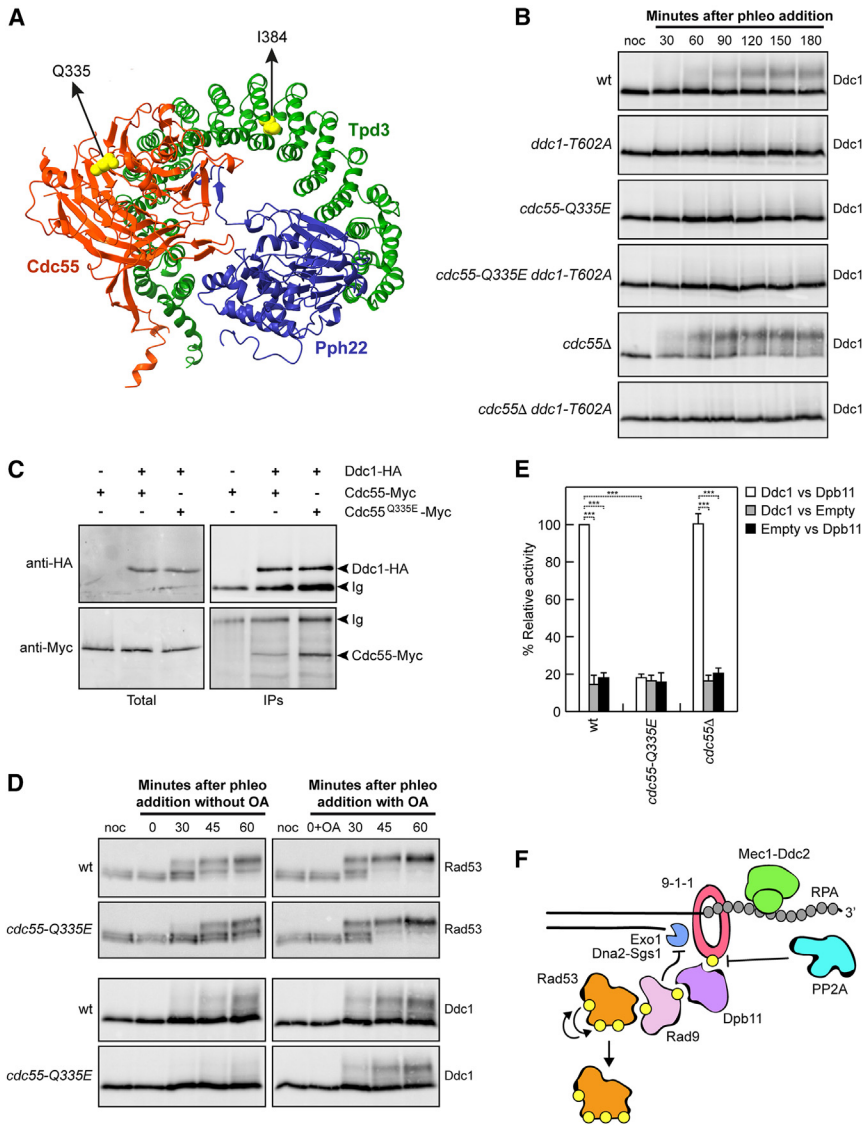 A
Q335
I384
Tpd3
Cdc55
Pph22
B
Minutes after phleo addition
noc 30 60 90 120 150 180
wt Ddc1
ddc1-T602A Ddc1
cdc55-Q335E Ddc1
cdc55-Q335E ddc1-T602A Ddc1
cdc55Δ Ddc1
cdc55Δ ddc1-T602A Ddc1
C
- + + - + + Ddc1-HA
+ + - + + - Cdc55-Myc
- - + - - + Cdc55Q335E-Myc
anti-HA
Ddc1-HA
Ig
anti-Myc
Ig
Cdc55-Myc
Total IPs
E
Ddc1 vs Dpb11
Ddc1 vs Empty
Empty vs Dpb11
% Relative activity
100
80
60
40
20
0
***
***
***
***
***
wt
cdc55-Q335E
cdc55Δ
D
Minutes after phleo addition without OA
Minutes after phleo addition with OA
noc 0 30 45 60 noc 0+OA 30 45 60
wt Rad53
cdc55-Q335E Rad53
wt Ddc1
cdc55-Q335E Ddc1
F
Mec1-Ddc2
9-1-1
RPA
3'
Exo1
Dna2-Sgs1
PP2A
Rad53
Rad9
Dpb11